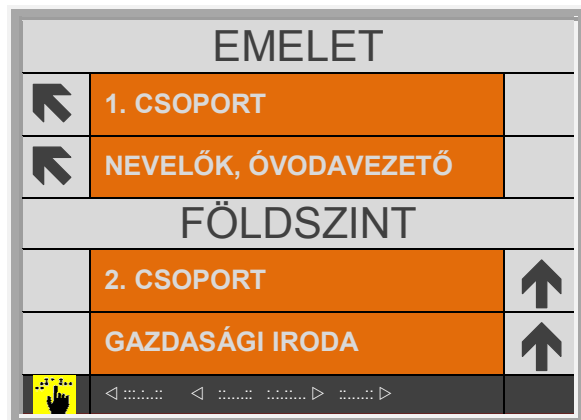 EMELET
1. CSOPORT
NEVELŐK, ÓVODAVEZETŐ
FÖLDSZINT
2. CSOPORT
GAZDASÁGI IRODA